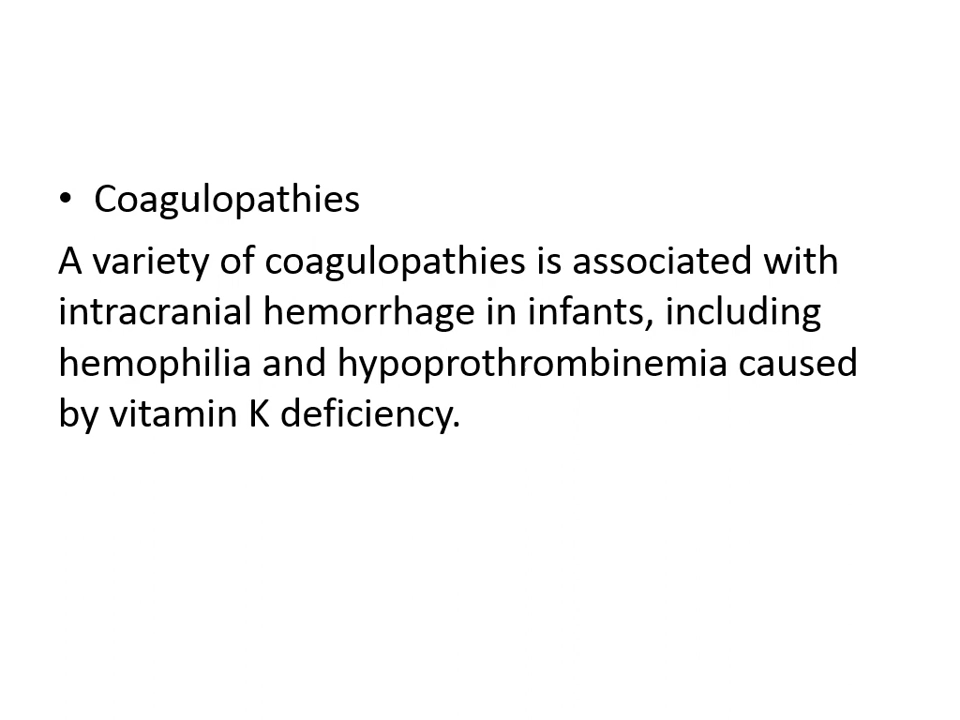 • Coagulopathies
A variety of coagulopathies is associated with
intracranial hemorrhage in infants, including
hemophilia and hypoprothrombinemia caused
by vitamin K deficiency.